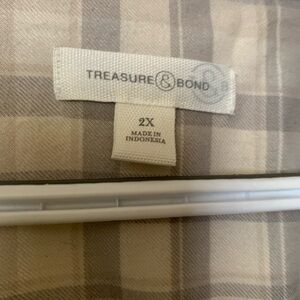 TREASURE & BOND
2X
MADE IN
INDONESIA